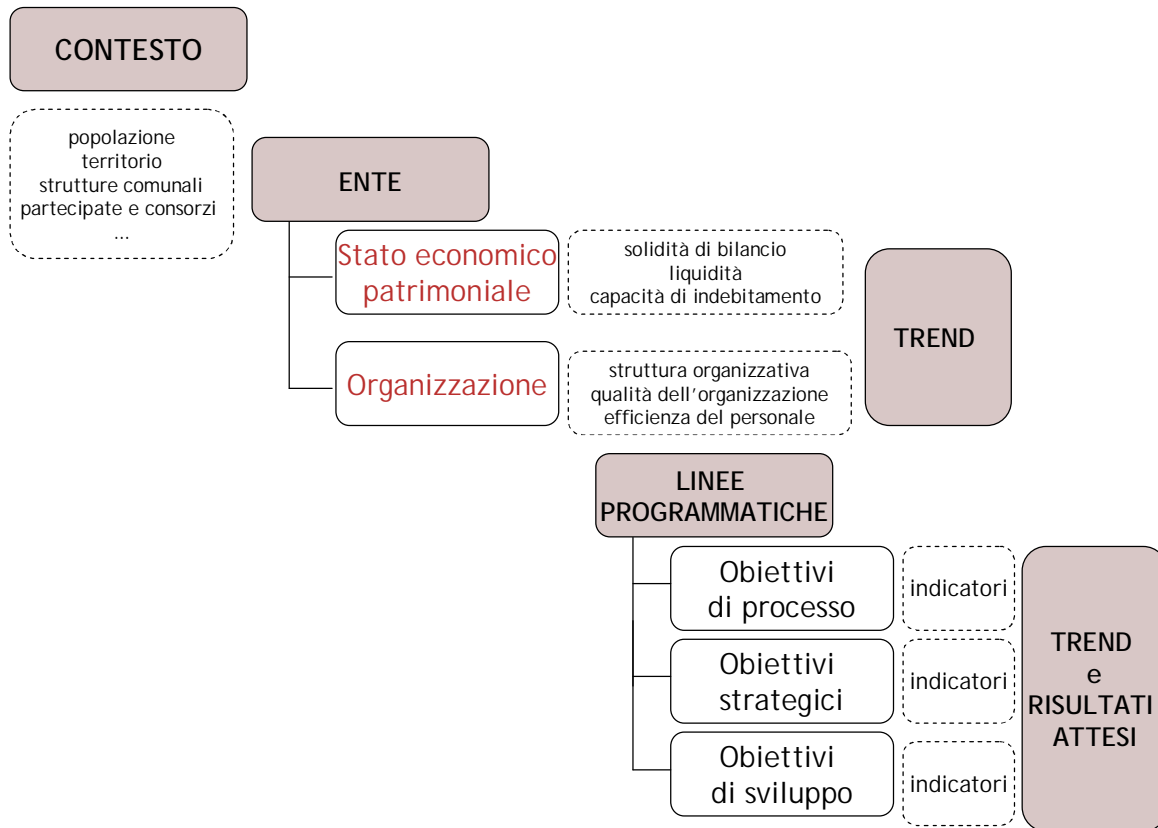 CONTESTO
popolazione
territorio
strutture comunali
partecipate e consorzi
...
ENTE
Stato economico
patrimoniale
solidità di bilancio
liquidità
capacità di indebitamento
Organizzazione
struttura organizzativa
qualità dell'organizzazione
efficienza del personale
TREND
LINEE
PROGRAMMATICHE
Obiettivi
di processo
indicatori
Obiettivi
strategici
indicatori
Obiettivi
di sviluppo
indicatori
TREND
e
RISULTATI
ATTESI